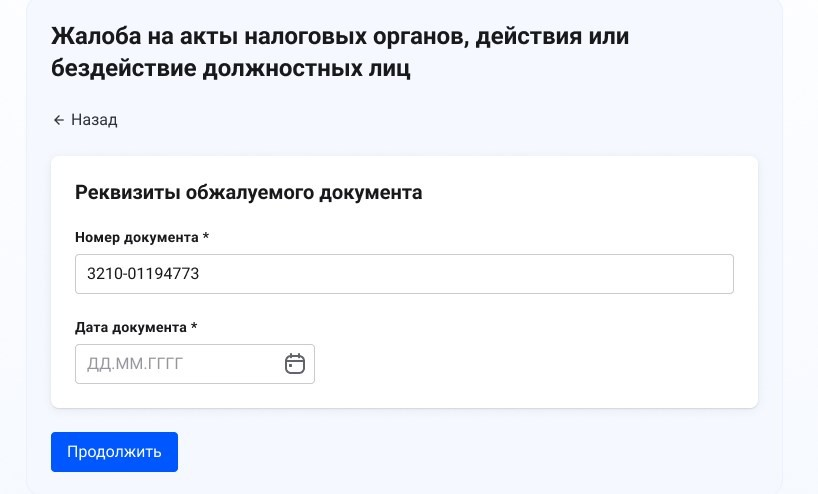 Жалоба на акты налоговых органов, действия или
бездействие должностных лиц
← Назад
Реквизиты обжалуемого документа
Номер документа *
3210-01194773
Дата документа *
ДД.ММ.ГГГГ
Продолжить